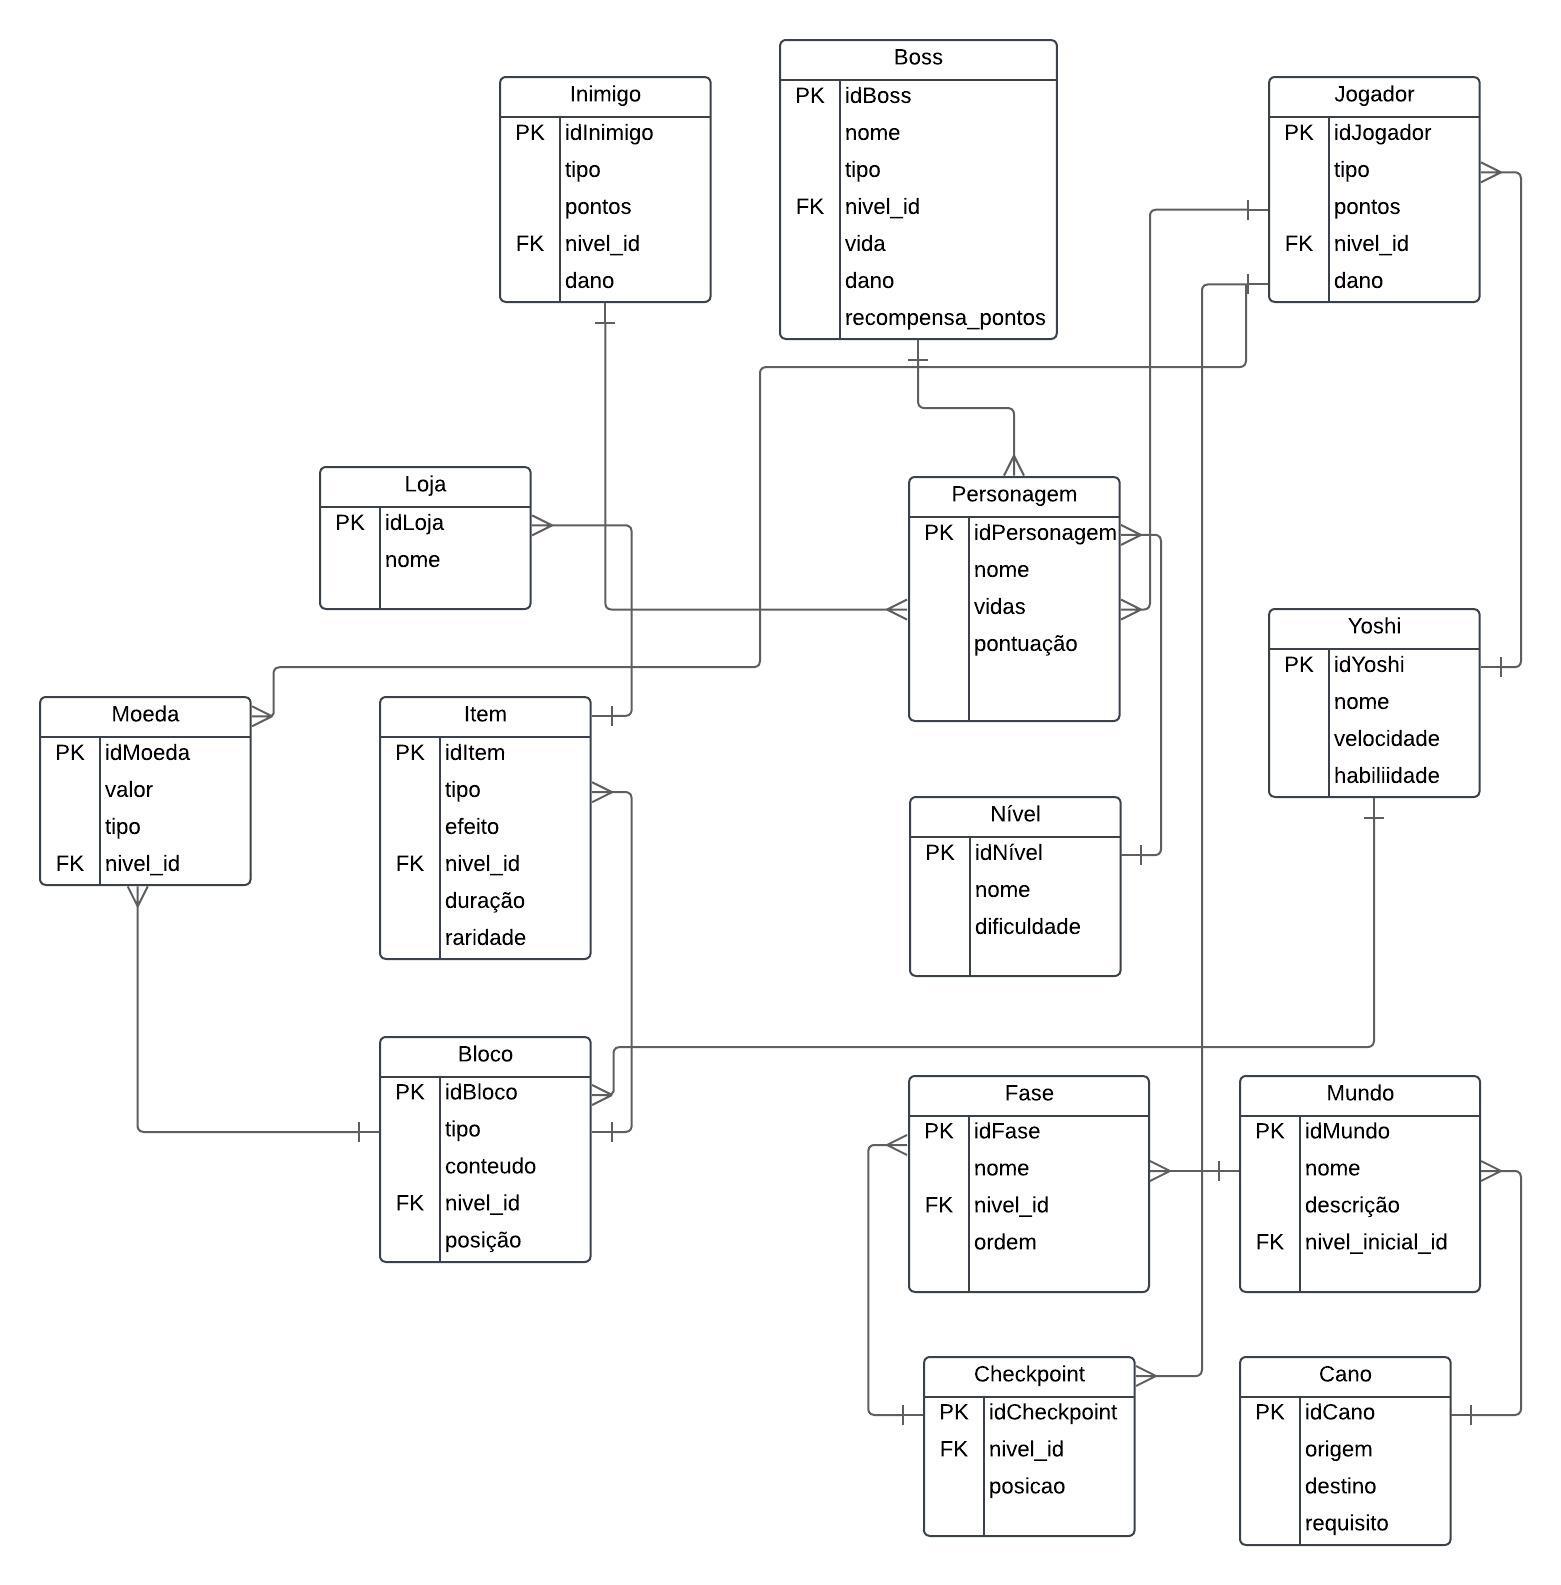 Boss
PK idBoss
nome
tipo
FK nivel_id
vida
dano
recompensa_pontos
Inimigo
PK idInimigo
tipo
pontos
FK nivel_id
dano
Jogador
PK idJogador
tipo
pontos
FK nivel_id
dano
Loja
PK idLoja
nome
Personagem
PK idPersonagem
nome
vidas
pontuação
Yoshi
PK idYoshi
nome
velocidade
habiliidade
Moeda
PK idMoeda
valor
tipo
FK nivel_id
Item
PK idItem
tipo
efeito
FK nivel_id
duração
raridade
Nível
PK idNível
nome
dificuldade
Bloco
PK idBloco
tipo
conteudo
FK nivel_id
posição
Fase
PK idFase
nome
FK nivel_id
ordem
Mundo
PK idMundo
nome
descrição
FK nivel_inicial_id
Checkpoint
PK idCheckpoint
FK nivel_id
posicao
Cano
PK idCano
origem
destino
requisito